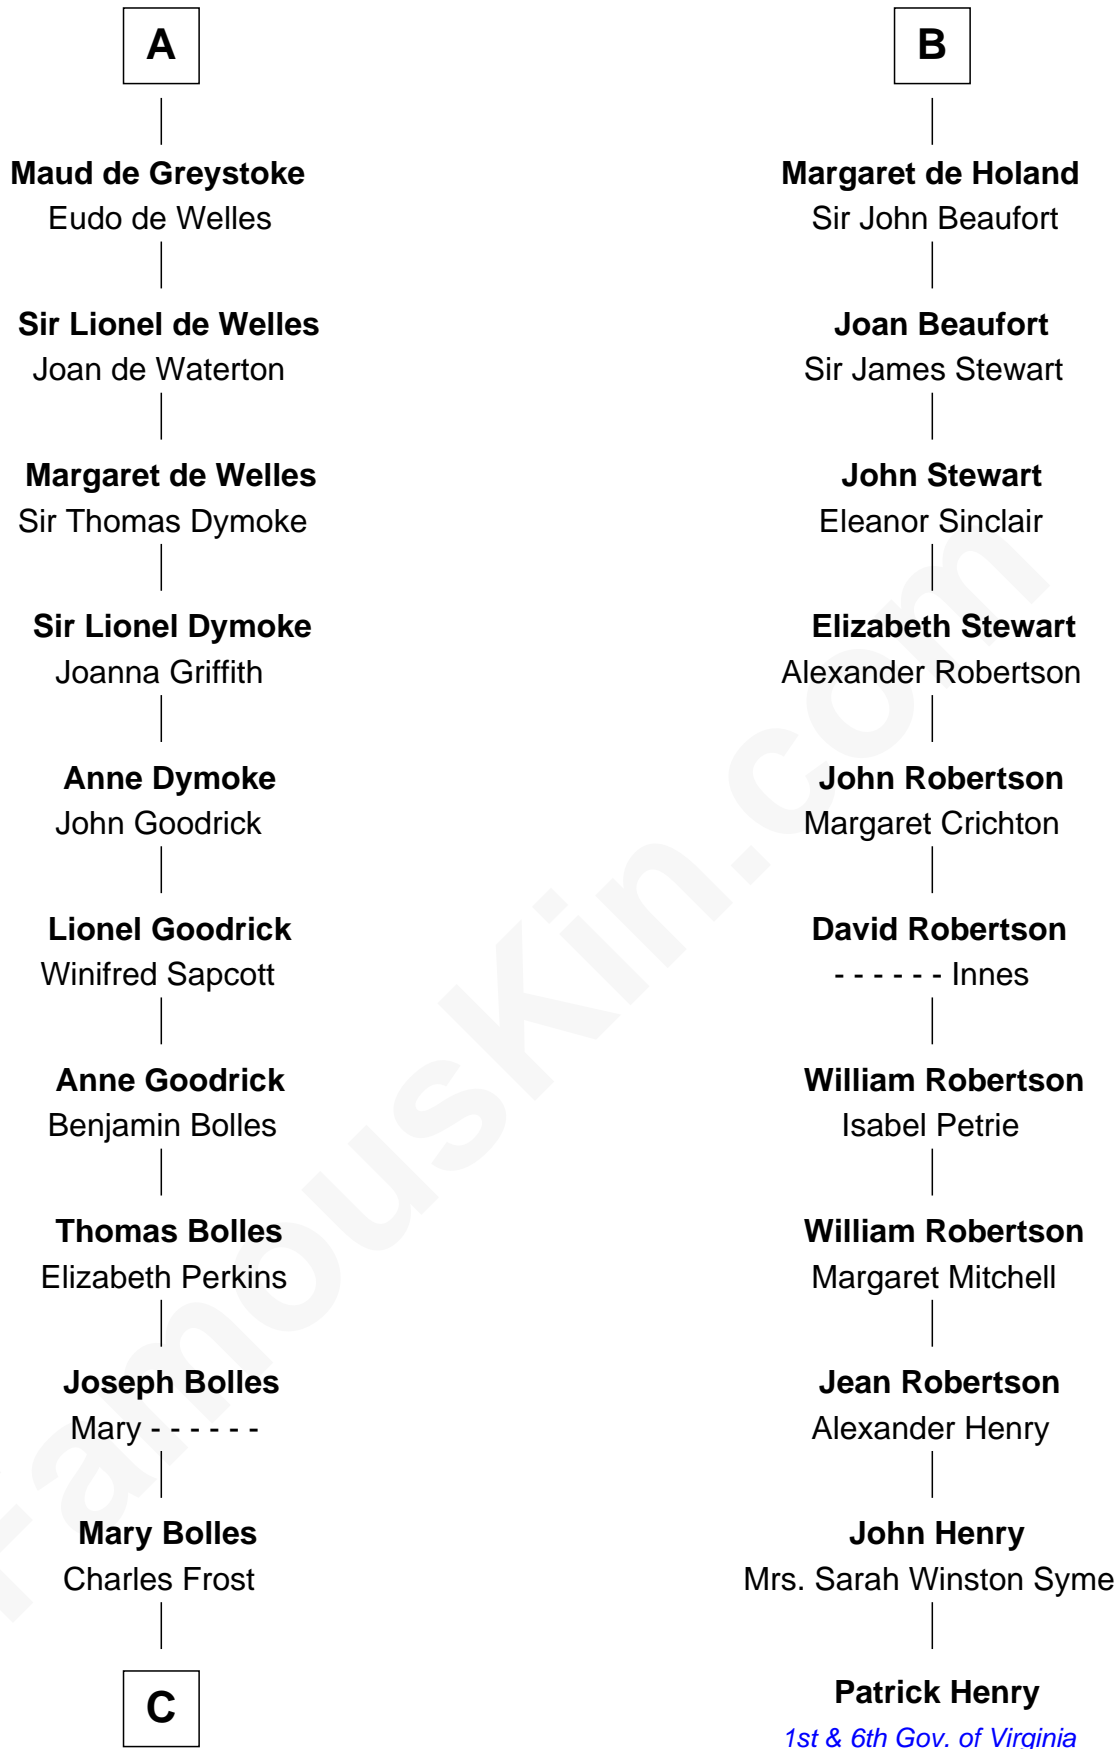 A
Maud de Greystoke
Eudo de Welles
Sir Lionel de Welles
Joan de Waterton
Margaret de Welles
Sir Thomas Dymoke
Sir Lionel Dymoke
Joanna Griffith
Anne Dymoke
John Goodrick
Lionel Goodrick
Winifred Sapcott
Anne Goodrick
Benjamin Bolles
Thomas Bolles
Elizabeth Perkins
Joseph Bolles
Mary - - - - - -
Mary Bolles
Charles Frost
C
B
Margaret de Holand
Sir John Beaufort
Joan Beaufort
Sir James Stewart
John Stewart
Eleanor Sinclair
Elizabeth Stewart
Alexander Robertson
John Robertson
Margaret Crichton
David Robertson
- - - - - - Innes
William Robertson
Isabel Petrie
William Robertson
Margaret Mitchell
Jean Robertson
Alexander Henry
John Henry
Mrs. Sarah Winston Syme
Patrick Henry
1st & 6th Gov. of Virginia
FamousKin.com